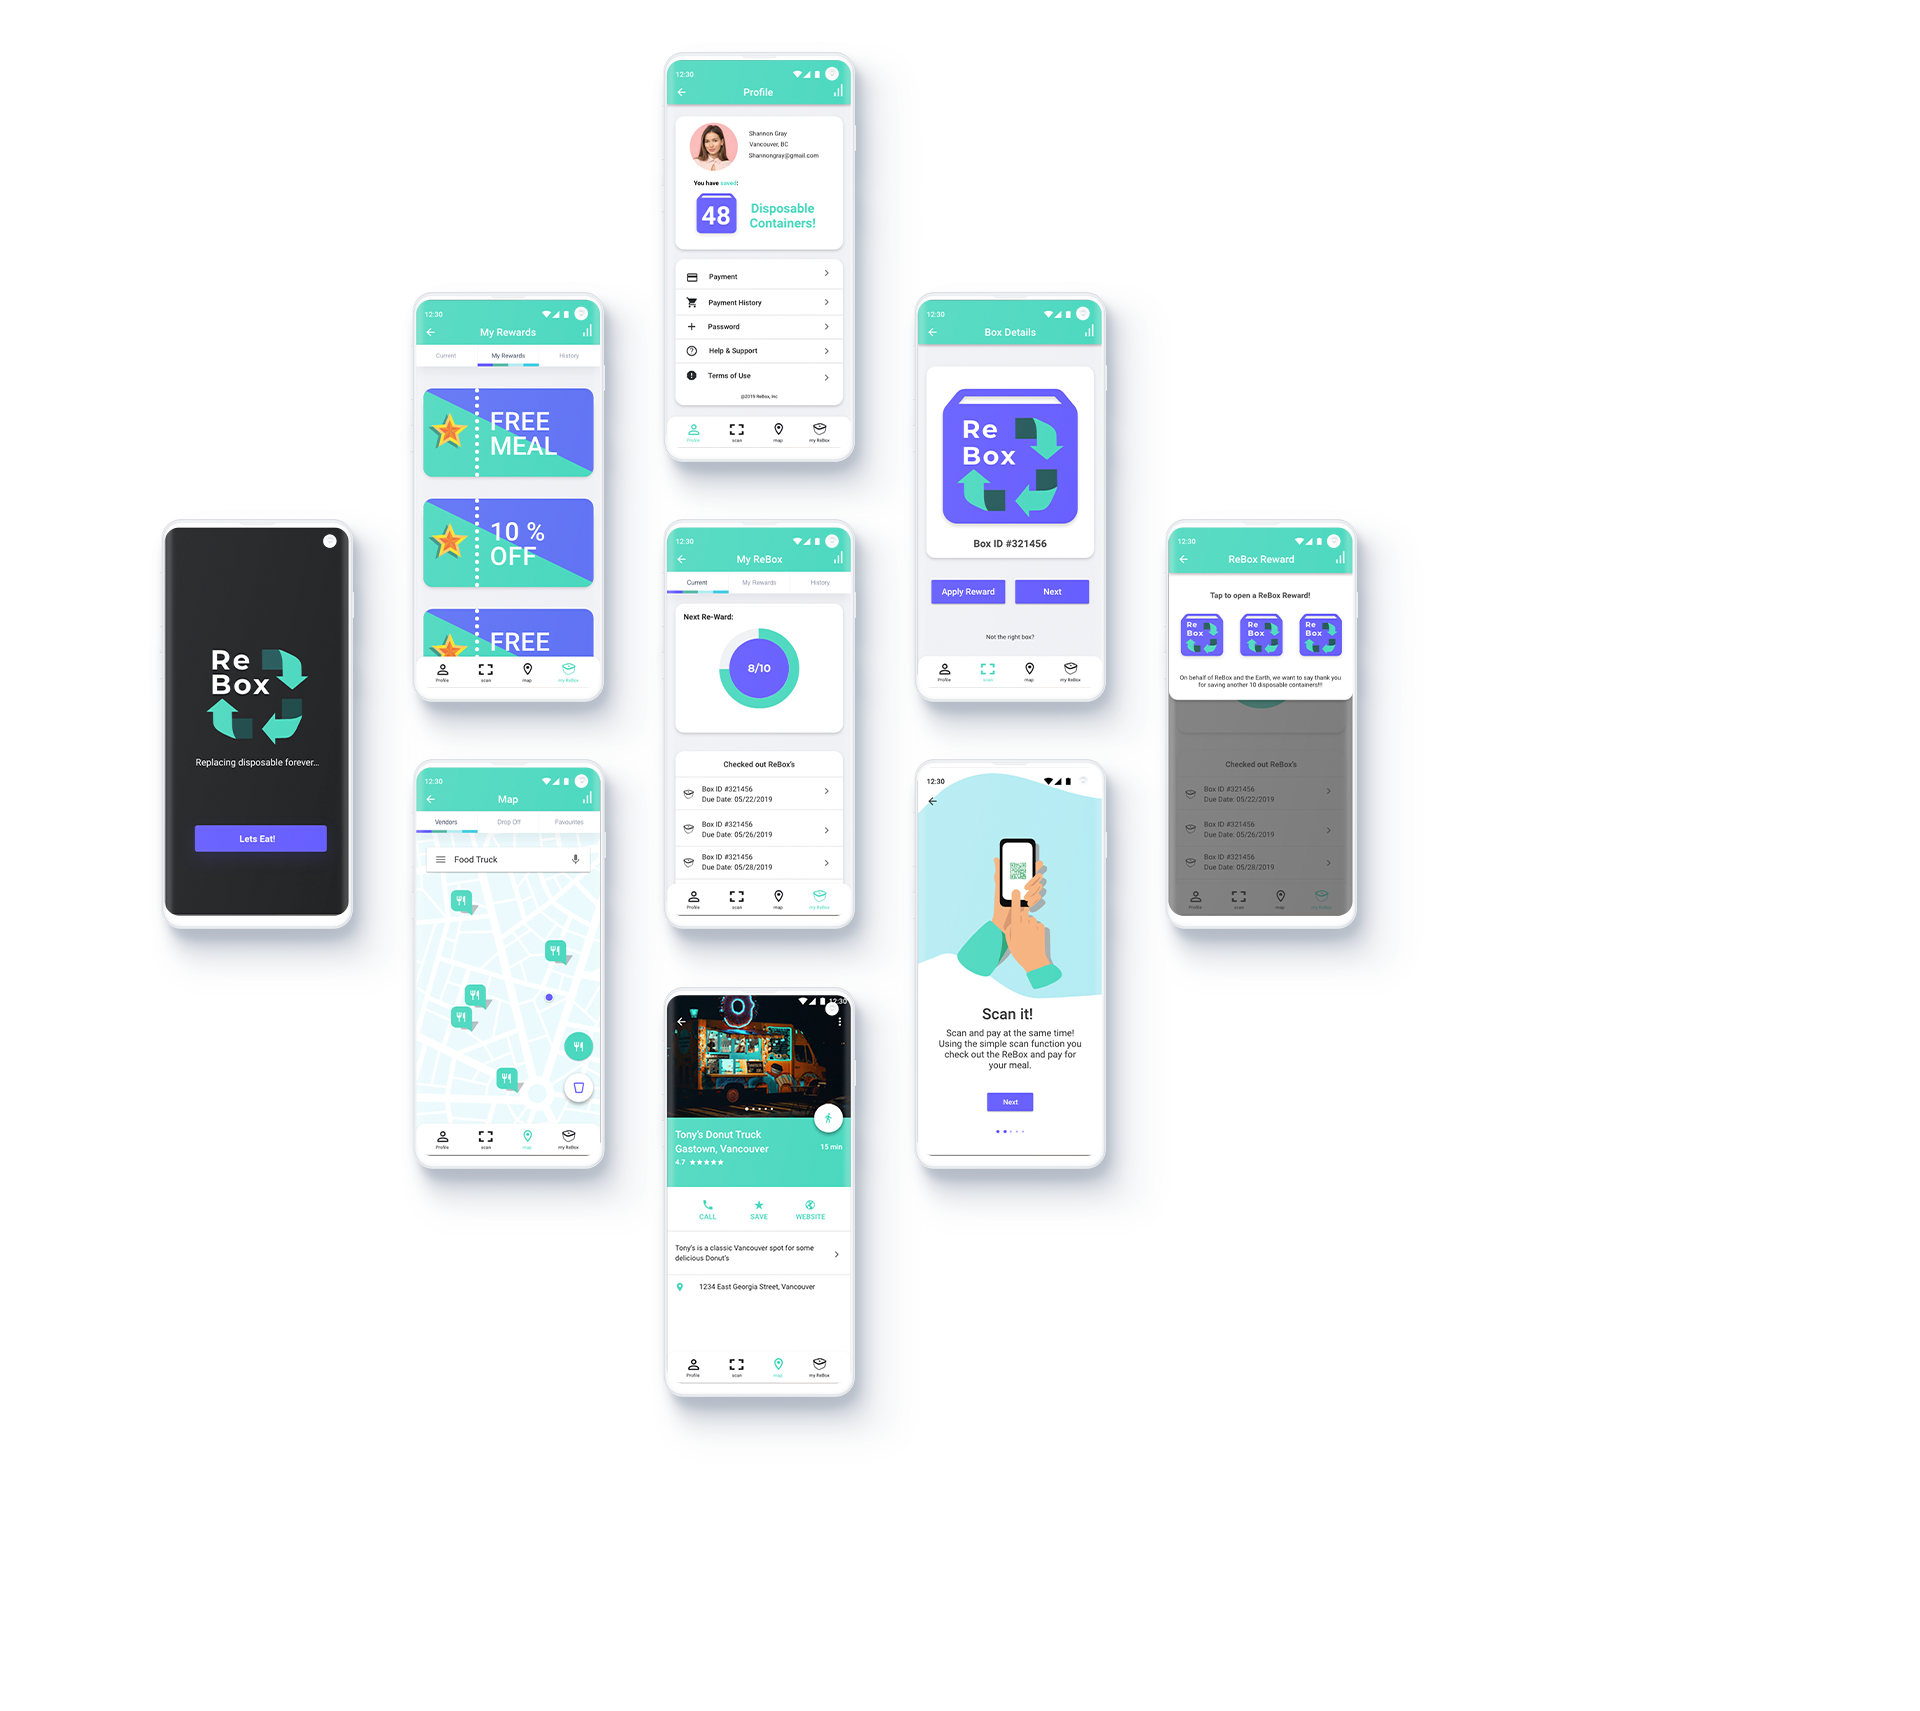 12:30
Profile
Shannon Gray
Vancouver, BC
Shannongray@gmail.com
You have saved:
48
Disposable
Containers!
Payment
Payment History
Password
Help & Support
Terms of Use
@2019 ReBox, Inc
Profile
scan
map
my ReBox
12:30
My Rewards
Current
My Rewards
History
FREE
MEAL
10 %
OFF
FREE
Profile
scan
map
my ReBox
12:30
Box Details
Re
Box
Box ID #321456
Apply Reward
Next
Not the right box?
Profile
scan
map
my ReBox
Re
Box
Replacing disposable forever...
Lets Eat!
12:30
My ReBox
Current
My Rewards
History
Next Re-Ward:
8/10
Checked out ReBox's
Box ID #321456
Due Date: 05/22/2019
Box ID #321456
Due Date: 05/26/2019
Box ID #321456
Due Date: 05/28/2019
Profile
scan
map
my ReBox
12:30
ReBox Reward
Tap to open a ReBox Reward!
Re
Box
Re
Box
Re
Box
On behalf of ReBox and the Earth, we want to say thank you
for saving another 10 disposable containers!!!
Checked out ReBox's
Box ID #321456
Due Date: 05/22/2019
Box ID #321456
Due Date: 05/26/2019
Box ID #321456
Due Date: 05/28/2019
Profile
scan
map
my ReBox
12:30
Map
Vendors
Drop Off
Favourites
Food Truck
Profile
scan
map
my ReBox
12:30
Scan it!
Scan and pay at the same time!
Using the simple scan function you
check out the ReBox and pay for
your meal.
Next
12:30
Tony's Donut Truck
Gastown, Vancouver
15 min
4.7
CALL
SAVE
WEBSITE
Tony's is a classic Vancouver spot for some
delicious Donut's
1234 East Georgia Street, Vancouver
Profile
scan
map
my ReBox